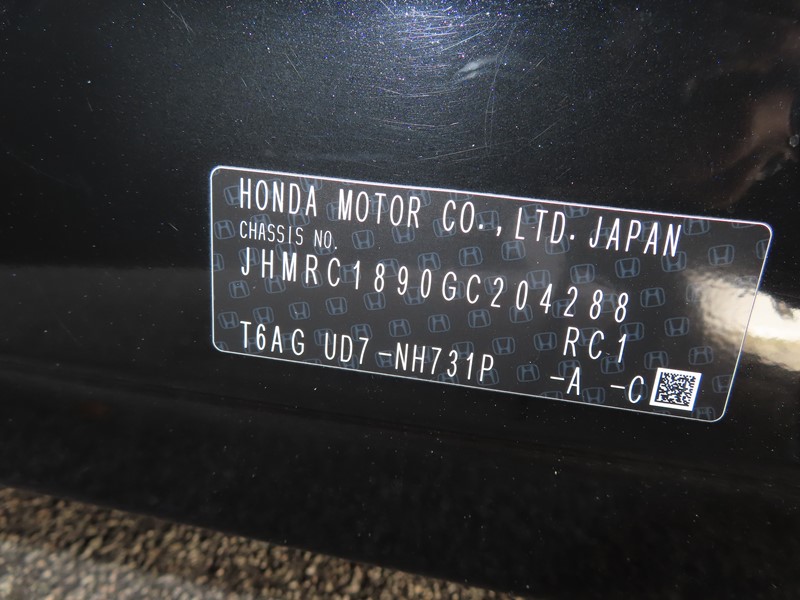 HONDA MOTOR CO.,LTD. JAPAN
CHASSIS NO.
JHMRC1890GC204288
RC1
T6AG UD7-NH731P -A -C